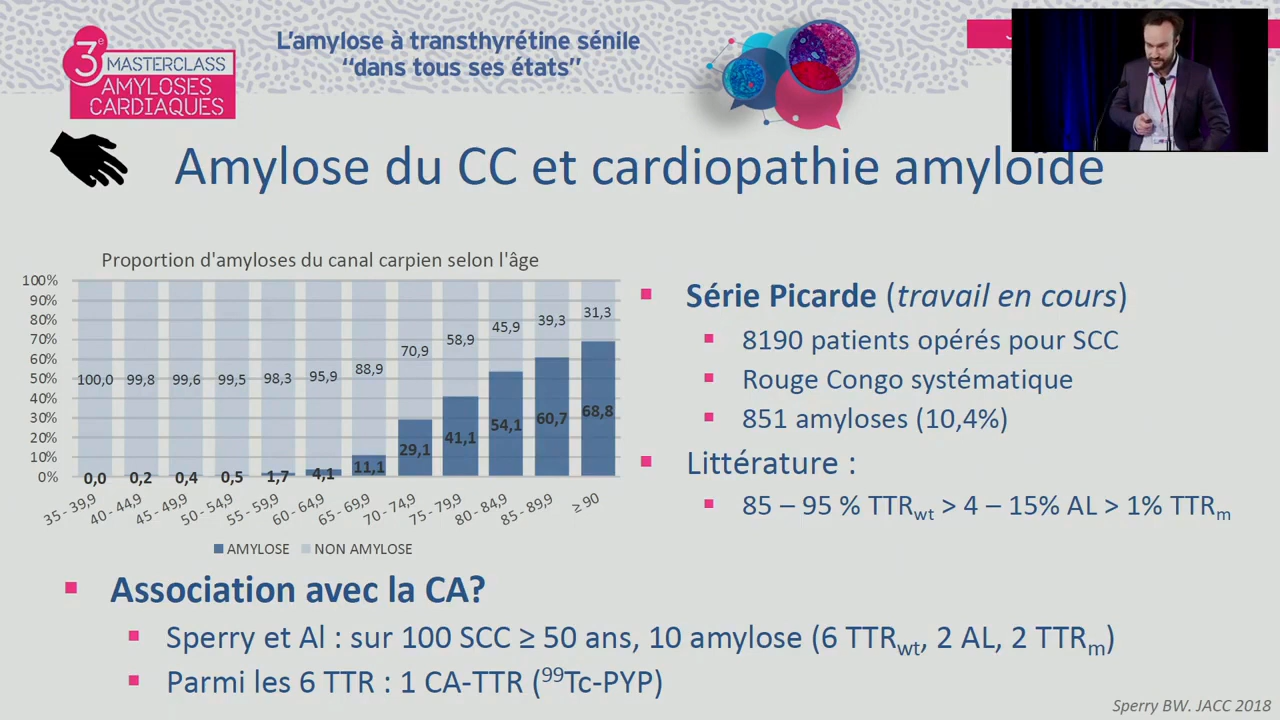 3e MASTERCLASS
AMYLOSES
CARDIAQUES
L'amylose à transthyrétine sénile
"dans tous ses états"
Amylose du CC et cardiopathie amyloïde
Proportion d'amyloses du canal carpien selon l'âge
100%
90%
80%
70%
60%
50%
40%
30%
20%
10%
0%
100,0 99,8 99,6 99,5 98,3 95,9 88,9 70,9 58,9 45,9 39,3 31,3
0,0 0,2 0,4 0,5 1,7 4,1 11,1 29,1 41,1 54,1 60,7 68,8
35 - 39,9 40 - 44,9 45 - 49,9 50 - 54,9 55 - 59,9 60 - 64,9 65 - 69,9 70 - 74,9 75 - 79,9 80 - 84,9 85 - 89,9 ≥ 90
AMYLOSE NON AMYLOSE
Série Picarde (travail en cours)
8190 patients opérés pour SCC
Rouge Congo systématique
851 amyloses (10,4%)
Littérature :
85 – 95 % TTRwt > 4 – 15% AL > 1% TTRm
Association avec la CA?
Sperry et Al : sur 100 SCC ≥ 50 ans, 10 amylose (6 TTRwt, 2 AL, 2 TTRm)
Parmi les 6 TTR : 1 CA-TTR (99Tc-PYP)
Sperry BW. JACC 2018